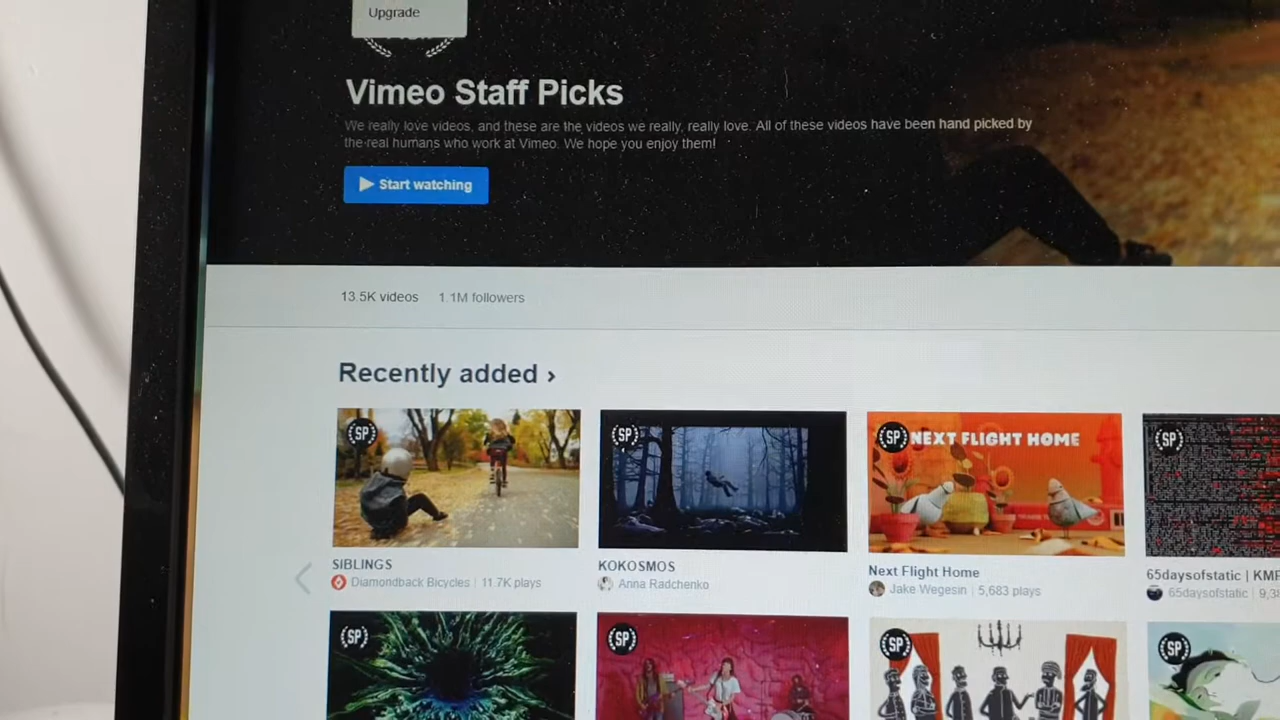 Upgrade
Vimeo Staff Picks
We really love videos, and these are the videos we really, really love. All of these videos have been hand picked by
the real humans who work at Vimeo. We hope you enjoy them!
Start watching
13.5K videos 1.1M followers
Recently added ›
SP SP SP SP
NEXT FLIGHT HOME
SIBLINGS
Diamondback Bicycles | 11.7K plays
KOKOSMOS
Anna Radchenko
Next Flight Home
Jake Wegesin | 5,683 plays
65daysofstatic |
65daysofstatic |
SP SP SP SP